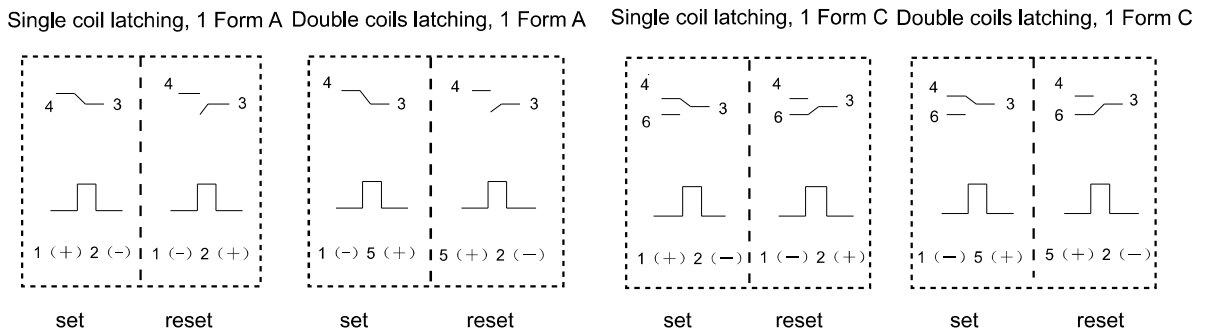 Single coil latching, 1 Form A
Double coils latching, 1 Form A
Single coil latching, 1 Form C
Double coils latching, 1 Form C
4 3
4 3
4 3
4 3
4
3
6
4
3
6
4
3
6
4
3
6
1 (+) 2 (-)
1 (-) 2 (+)
1 (-) 5 (+)
5 (+) 2 (-)
1 (+) 2 (-)
1 (-) 2 (+)
1 (-) 5 (+)
5 (+) 2 (-)
set
reset
set
reset
set
reset
set
reset